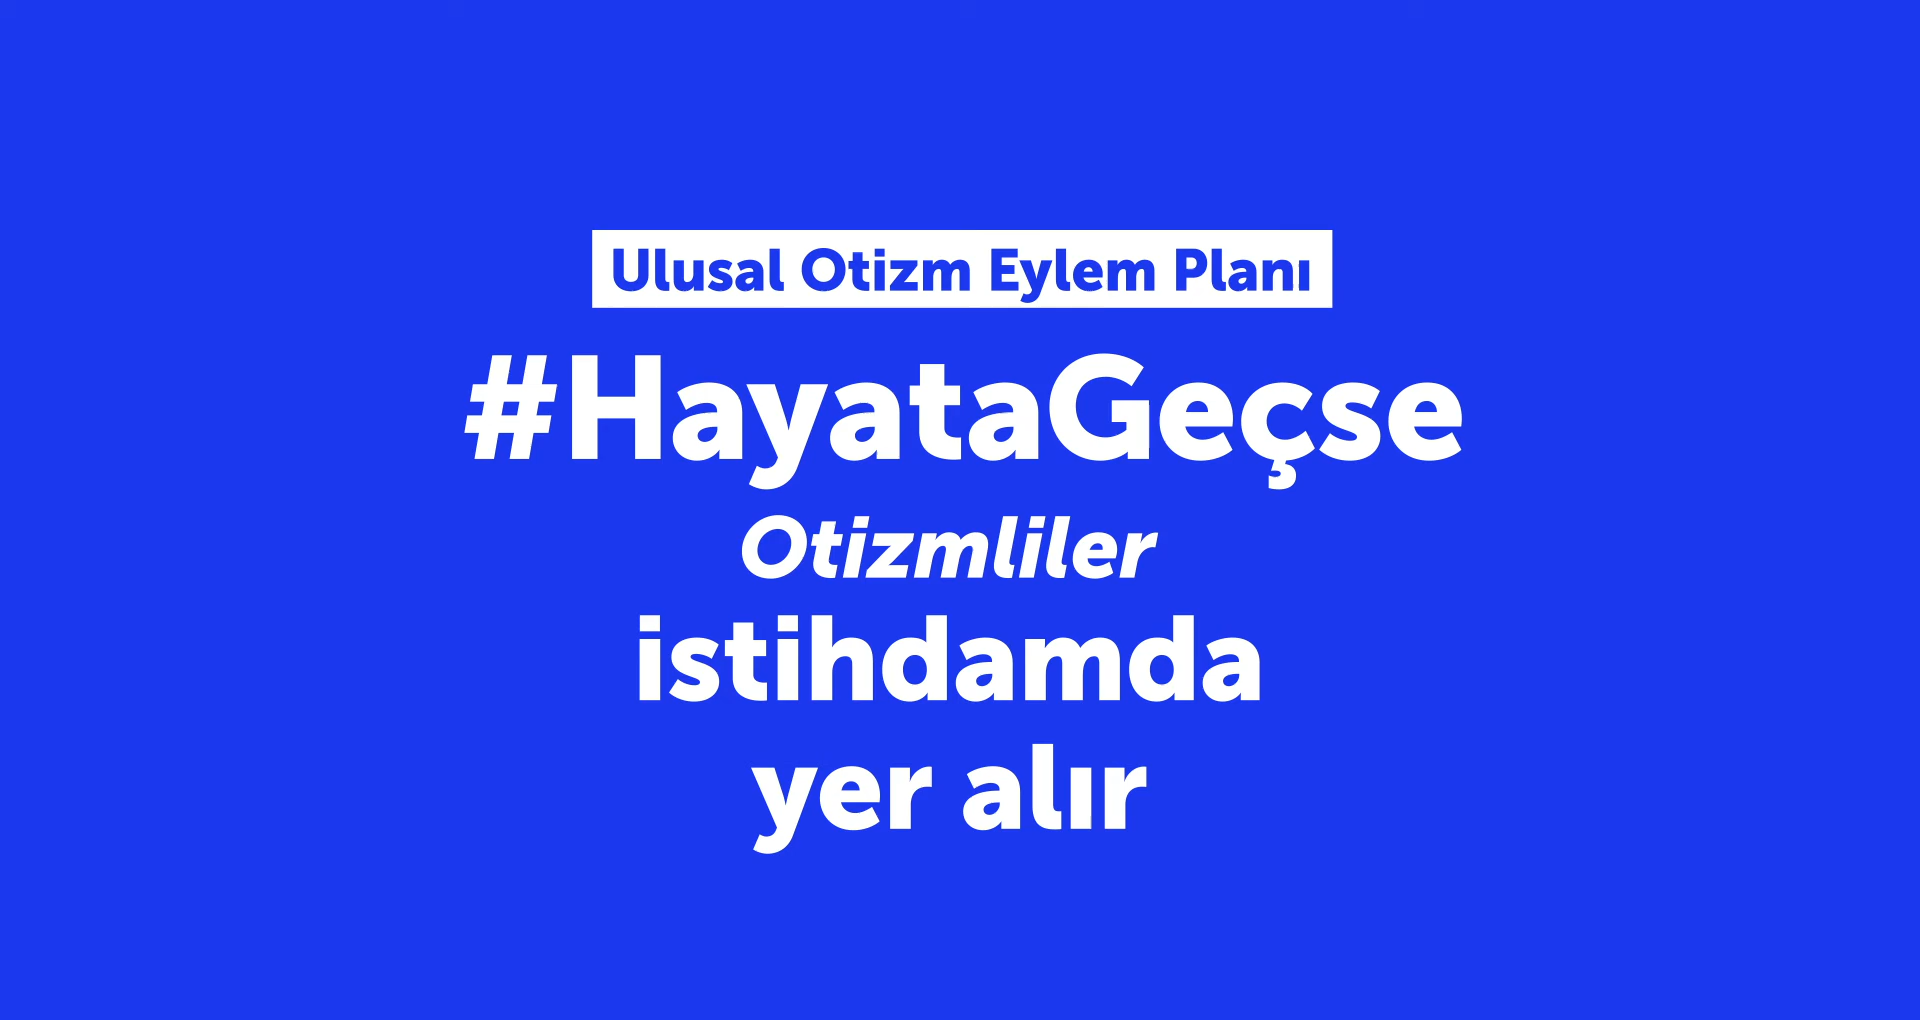 Ulusal Otizm Eylem Planı
#HayataGeçse
Otizmliler
istihdamda
yer alır